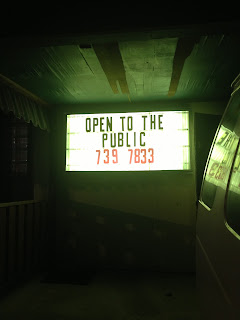 OPEN TO THE
PUBLIC
739 7833